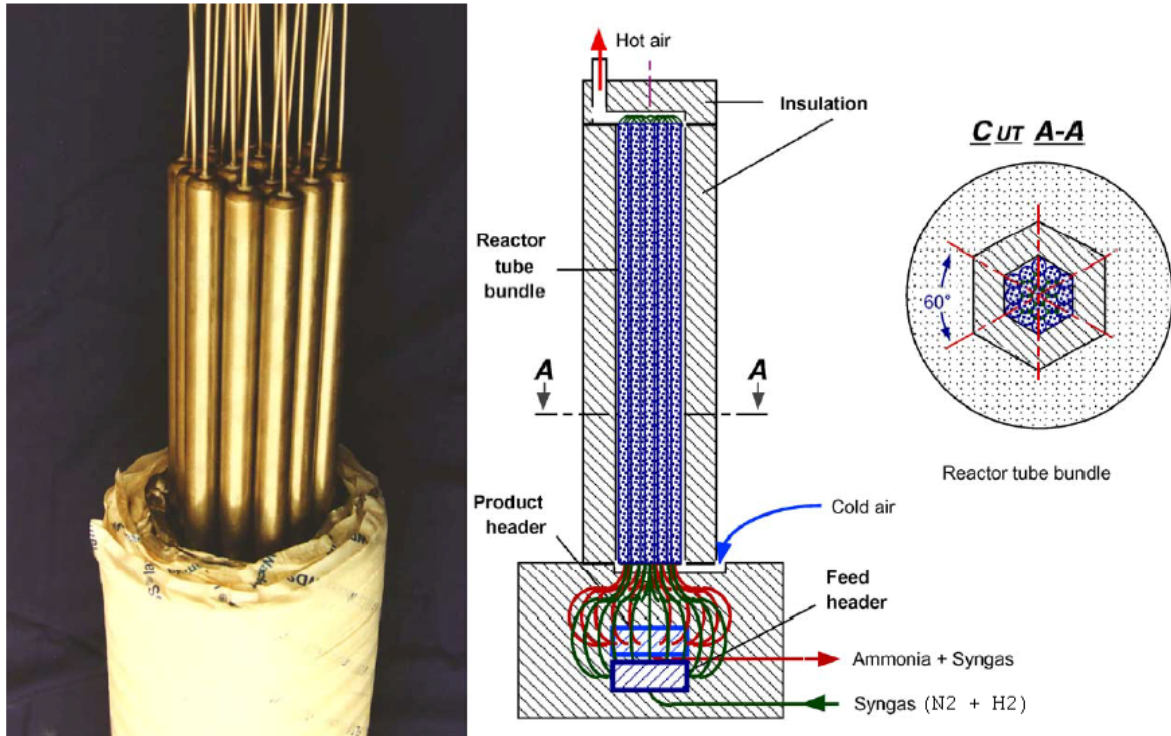 Hot air
Insulation
CUT A-A
Reactor
tube
bundle
60°
A
A
Reactor tube bundle
Product
header
Cold air
Feed
header
Ammonia + Syngas
Syngas (N2 + H2)